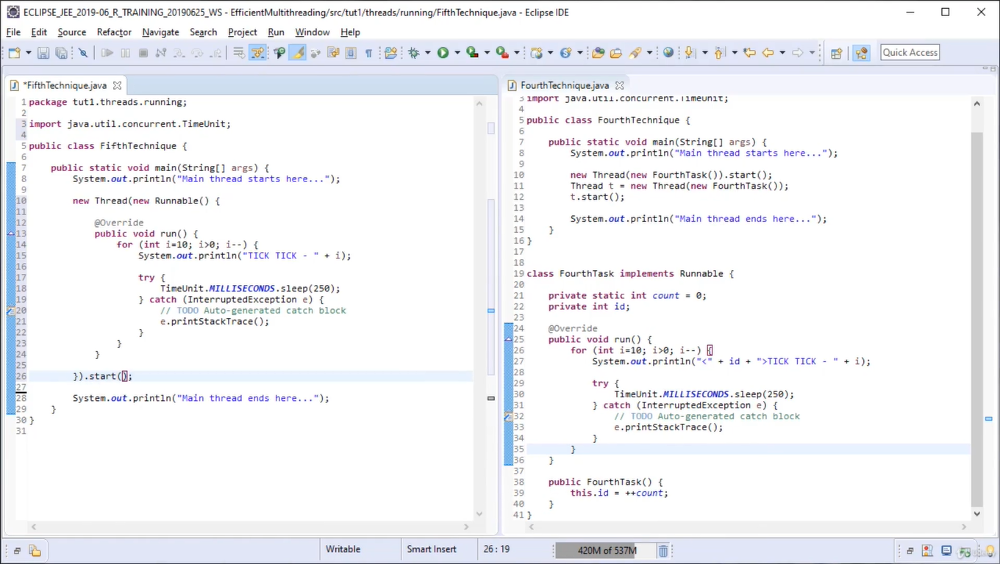 ECLIPSE_JEE_2019-06_R_TRAINING_20190625_WS - EfficientMultithreading/src/tut1/threads/running/FifthTechnique.java - Eclipse IDE
File Edit Source Refactor Navigate Search Project Run Window Help
Quick Access
*FifthTechnique.java
1 package tut1.threads.running;
2
3 import java.util.concurrent.TimeUnit;
4
5 public class FifthTechnique {
6
7     public static void main(String[] args) {
8         System.out.println("Main thread starts here...");
9
10         new Thread(new Runnable() {
11
12             @Override
13             public void run() {
14                 for (int i=10; i>0; i--) {
15                     System.out.println("TICK TICK - " + i);
16
17                     try {
18                         TimeUnit.MILLISECONDS.sleep(250);
19                     } catch (InterruptedException e) {
20                         // TODO Auto-generated catch block
21                         e.printStackTrace();
22                     }
23                 }
24             }
25
26         }).start();
27
28         System.out.println("Main thread ends here...");
29     }
30 }
31
FourthTechnique.java
3 import java.util.concurrent.TimeUnit;
4
5 public class FourthTechnique {
6
7     public static void main(String[] args) {
8         System.out.println("Main thread starts here...");
9
10         new Thread(new FourthTask()).start();
11         Thread t = new Thread(new FourthTask());
12         t.start();
13
14         System.out.println("Main thread ends here...");
15     }
16 }
17
18
19 class FourthTask implements Runnable {
20
21     private static int count = 0;
22     private int id;
23
24     @Override
25     public void run() {
26         for (int i=10; i>0; i--) {
27             System.out.println("<" + id + ">TICK TICK - " + i);
28
29             try {
30                 TimeUnit.MILLISECONDS.sleep(250);
31             } catch (InterruptedException e) {
32                 // TODO Auto-generated catch block
33                 e.printStackTrace();
34             }
35         }
36     }
37
38     public FourthTask() {
39         this.id = ++count;
40     }
41 }
Writable Smart Insert 26 : 19 420M of 537M